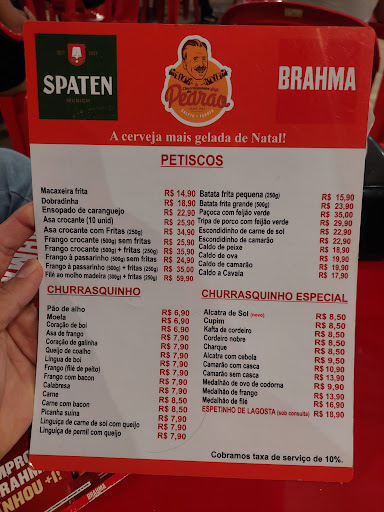 SPATEN
MUNICH
Pedrão
BRAHMA
A cerveja mais gelada de Natal!
PETISCOS
Macaxeira frita R$ 14,90
Dobradinha R$ 18,90
Ensopado de caranguejo R$ 22,90
Asa crocante (10 unid) R$ 25,90
Asa crocante com Fritas (250g) R$ 34,90
Frango crocante (500g) sem fritas R$ 25,90
Frango crocante (500g) + fritas (250g) R$ 35,90
Frango à passarinho (500g) sem fritas R$ 24,90
Frango à passarinho (500g) + fritas (250g) R$ 35,00
Filé ao molho madeira (500g) + fritas (250g) R$ 59,90
Batata frita pequena (250g) R$ 15,90
Batata frita grande (500g) R$ 23,90
Paçoca com feijão verde R$ 35,00
Tripa de porco com feijão verde R$ 29,90
Escondidinho de carne de sol R$ 22,90
Escondidinho de camarão R$ 22,90
Caldo de peixe R$ 18,90
Caldo de ova R$ 19,90
Caldo de camarão R$ 19,90
Caldo a Cavala R$ 17,90
CHURRASQUINHO
Pão de alho R$ 6,90
Moela R$ 6,90
Coração de boi R$ 6,90
Asa de frango R$ 7,90
Coração de galinha R$ 7,90
Queijo de coalho R$ 7,90
Lingua de boi R$ 7,90
Frango (filé de peito) R$ 7,90
Frango com bacon R$ 7,90
Calabresa R$ 7,90
Carne R$ 7,90
Carne com bacon R$ 8,50
Picanha suína R$ 8,50
Linguiça de carne de sol com queijo R$ 7,90
Linguiça de pernil com queijo R$ 7,90
CHURRASQUINHO ESPECIAL
Alcatra de Sol (novo) R$ 8,50
Cupim R$ 8,50
Kafta de cordeiro R$ 8,50
Cordeiro nobre R$ 8,50
Charque R$ 8,50
Alcatra com cebola R$ 9,50
Camarão com casca R$ 10,90
Camarão sem casca R$ 13,90
Medalhão de ovo de codorna R$ 9,90
Medalhão de frango R$ 13,90
Medalhão de filé R$ 16,90
ESPETINHO DE LAGOSTA (sob consulta) R$ 18,90
Cobramos taxa de serviço de 10%.
BRAHMA